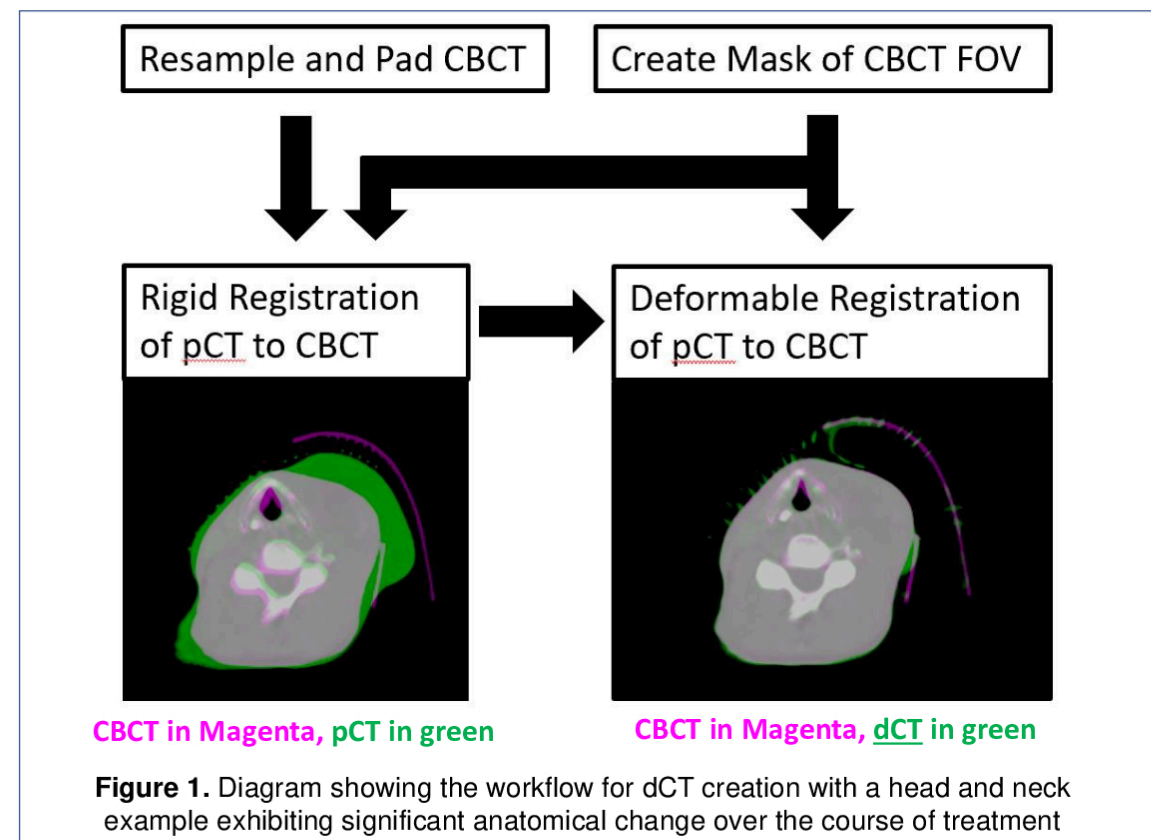 Resample and Pad CBCT
Create Mask of CBCT FOV
Rigid Registration
of pCT to CBCT
Deformable Registration
of pCT to CBCT
CBCT in Magenta, pCT in green
CBCT in Magenta, dCT in green
Figure 1. Diagram showing the workflow for dCT creation with a head and neck
example exhibiting significant anatomical change over the course of treatment